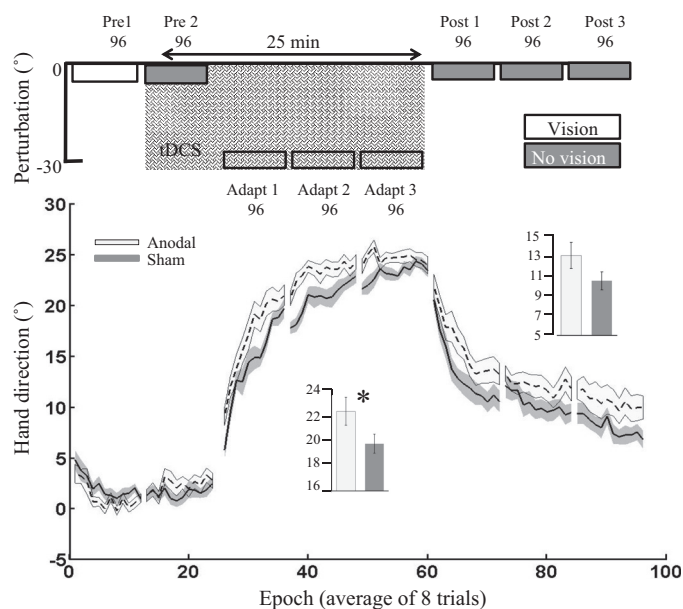 Pre1 Pre 2 Post 1 Post 2 Post 3
96 96 25 min 96 96 96
Perturbation (°)
0
-30
tDCS
Vision
No vision
Adapt 1 Adapt 2 Adapt 3
96 96 96
Hand direction (°)
30
25
20
15
10
5
0
-5
Anodal
Sham
15
13
11
9
7
5
24
22
20
18
16
*
0 20 40 60 80 100
Epoch (average of 8 trials)